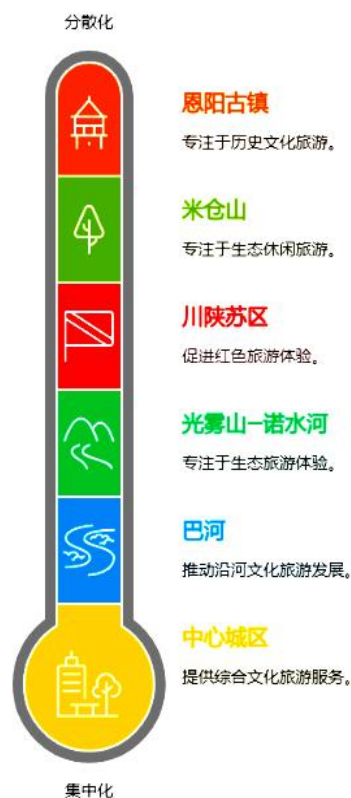 分散化
恩阳古镇
专注于历史文化旅游。
米仓山
专注于生态休闲旅游。
川陕苏区
促进红色旅游体验。
光雾山—诺水河
专注于生态旅游体验。
巴河
推动沿河文化旅游发展。
中心城区
提供综合文化旅游服务。
集中化